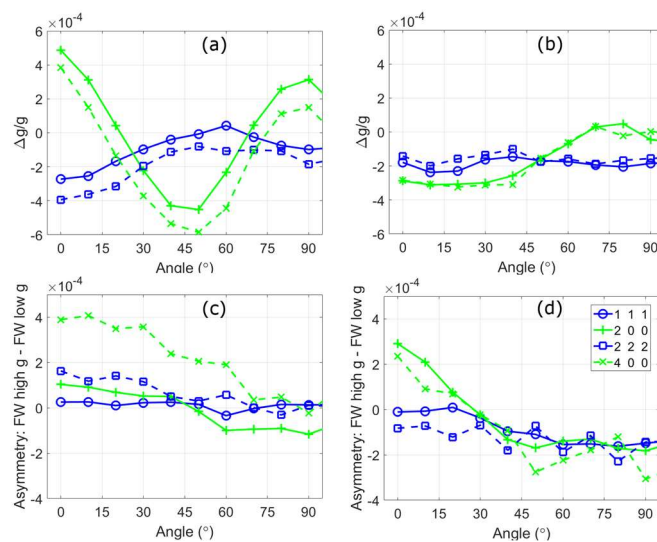 ×10⁻⁴
×10⁻⁴
(a)
(b)
6
4
2
0
-2
-4
-6
Δg/g
6
4
2
0
-2
-4
-6
Δg/g
0 15 30 45 60 75 90
0 15 30 45 60 75 90
Angle (°)
Angle (°)
×10⁻⁴
×10⁻⁴
(c)
(d)
4
2
0
-2
-4
Asymmetry: FW high g - FW low g
4
2
0
-2
-4
Asymmetry: FW high g - FW low g
1 1 1
2 0 0
2 2 2
4 0 0
0 15 30 45 60 75 90
0 15 30 45 60 75 90
Angle (°)
Angle (°)